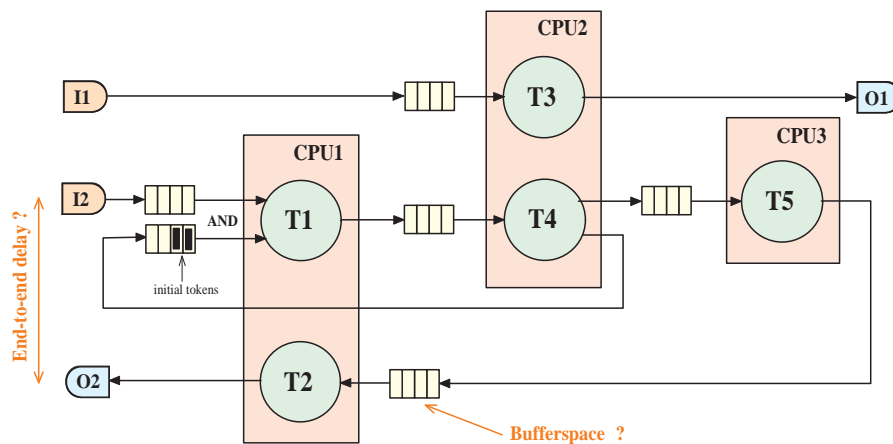 CPU2
I1
T3
O1
CPU1
CPU3
I2
T1
AND
T4
T5
initial tokens
End-to-end delay ?
O2
T2
Bufferspace ?